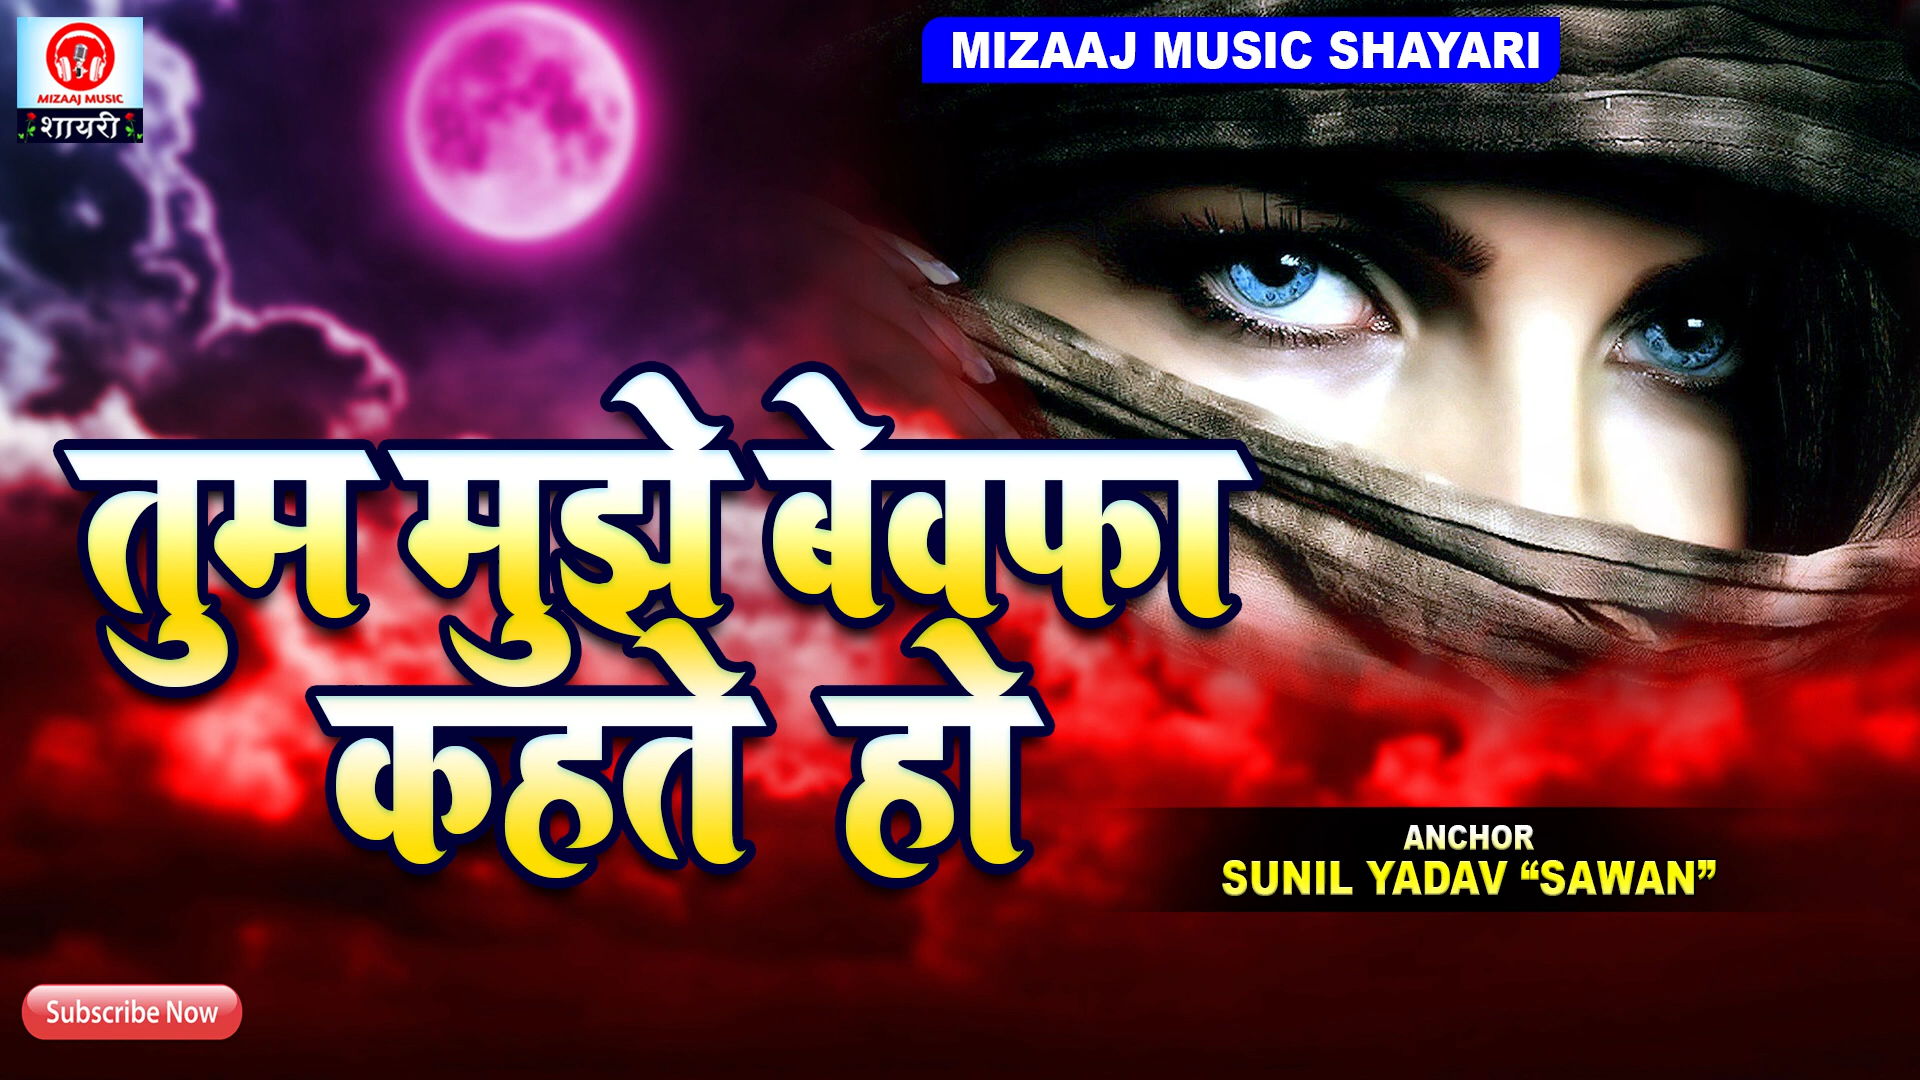 MIZAAJ MUSIC
शायरी
MIZAAJ MUSIC SHAYARI
तुम मुझे बेवफा
कहते हो
ANCHOR
SUNIL YADAV “SAWAN”
Subscribe Now